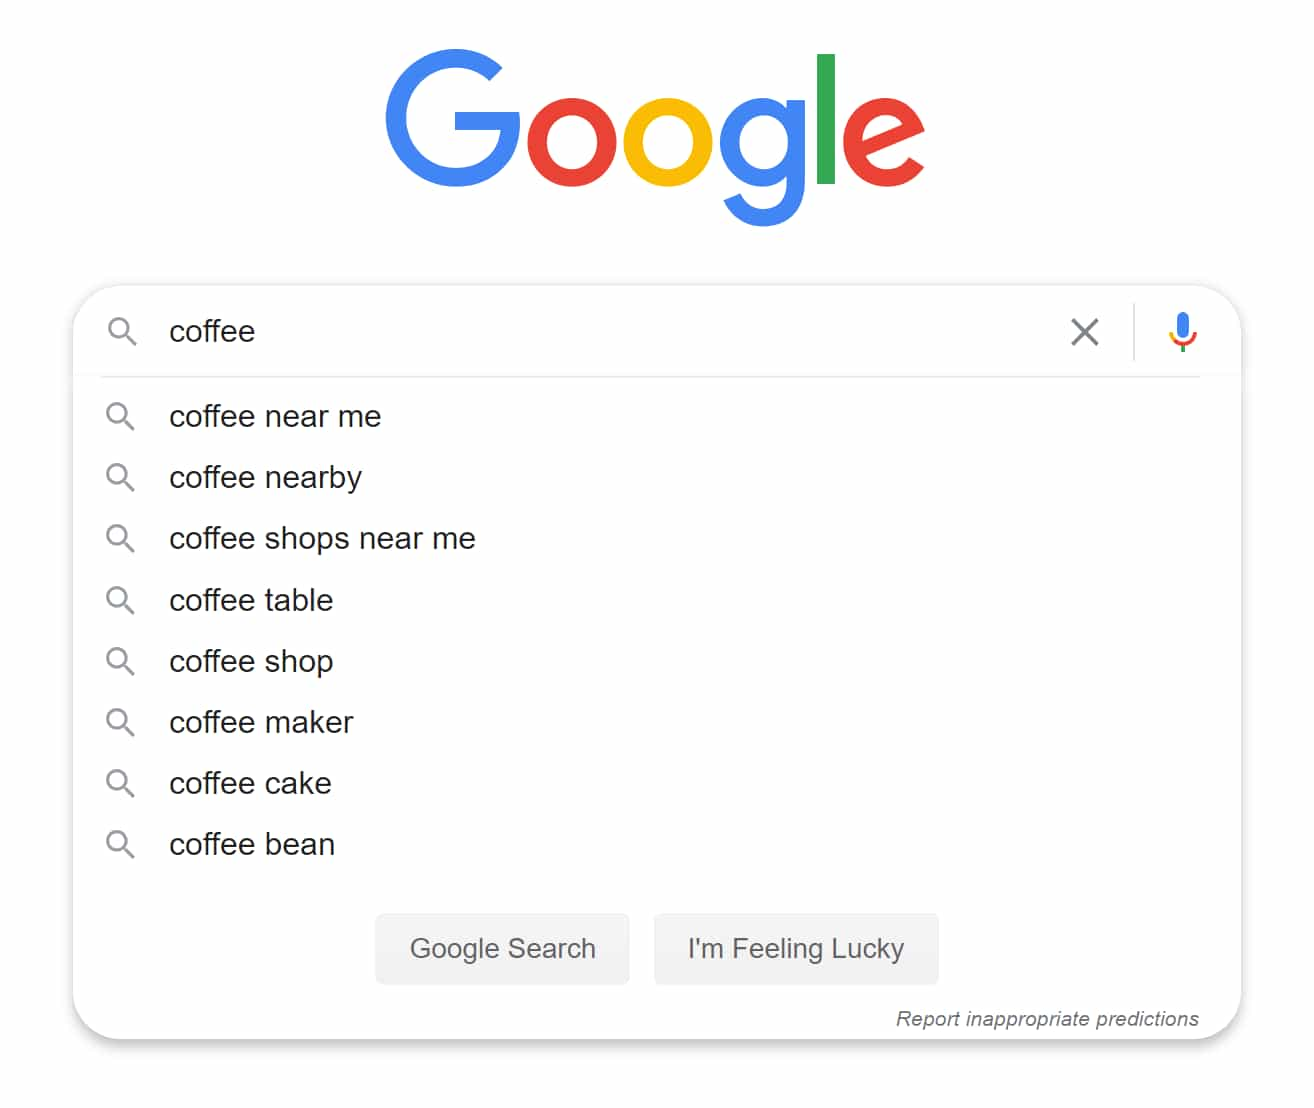 Google
coffee
coffee near me
coffee nearby
coffee shops near me
coffee table
coffee shop
coffee maker
coffee cake
coffee bean
Google Search I'm Feeling Lucky
Report inappropriate predictions